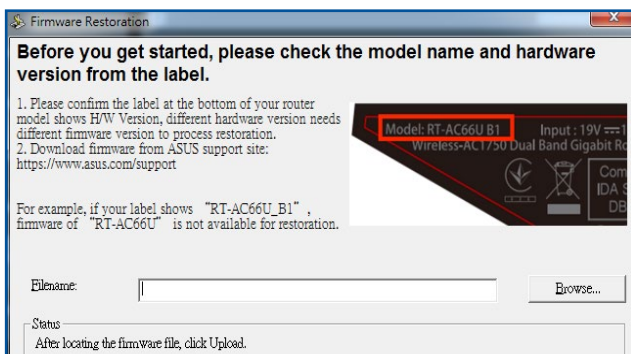 Firmware Restoration
Before you get started, please check the model name and hardware
version from the label.
1. Please confirm the label at the bottom of your router
model shows H/W Version, different hardware version needs
different firmware version to process restoration.
2. Download firmware from ASUS support site:
https://www.asus.com/support
For example, if your label shows “RT-AC66U_B1”,
firmware of “RT-AC66U” is not available for restoration.
Model: RT-AC66U B1 Input : 19V
Wireless-AC1750 Dual Band Gigabit
Com
IDA S
DB
Filename:
Browse...
Status
After locating the firmware file, click Upload.